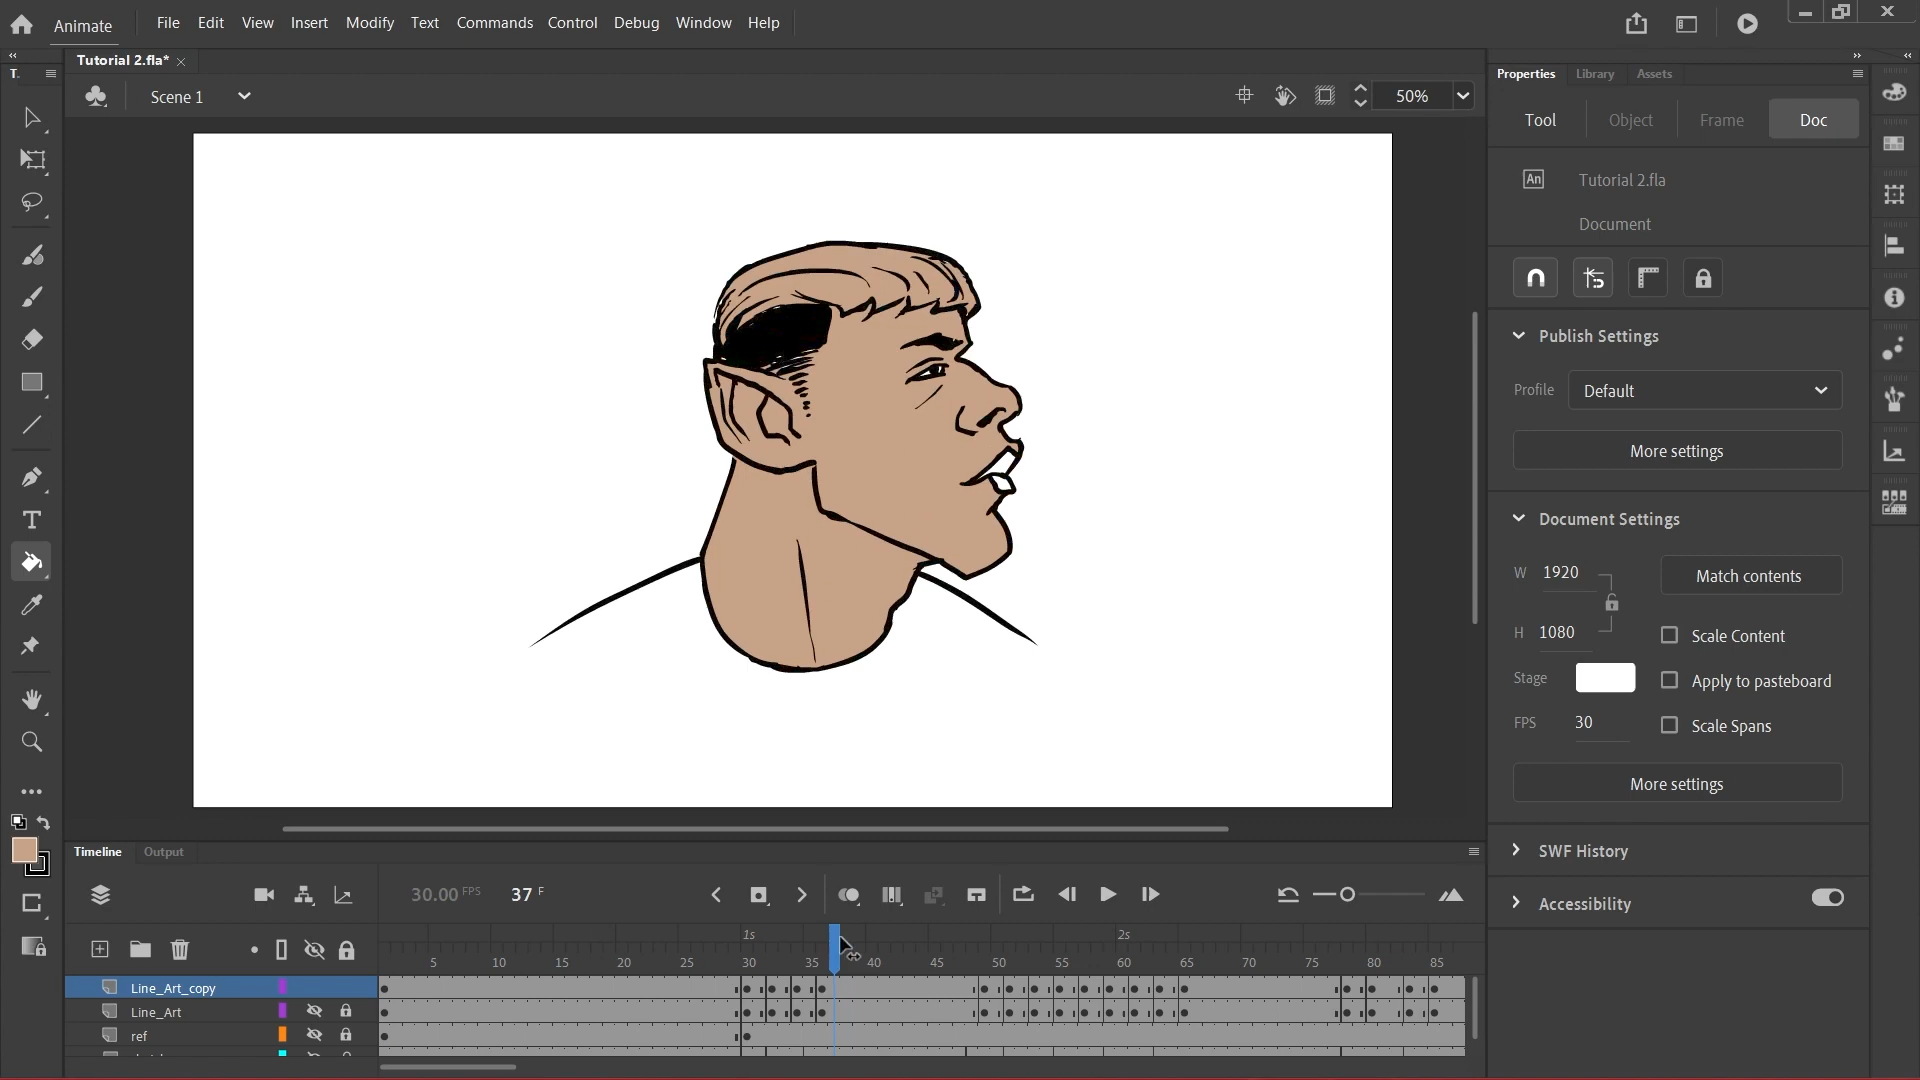 Animate File Edit View Insert Modify Text Commands Control Debug Window Help
Tutorial 2.fla*
Scene 1 50%
T.
Properties Library Assets
Tool Object Frame Doc
An Tutorial 2.fla
Document
Publish Settings
Profile Default
More settings
Document Settings
W 1920 Match contents
H 1080 Scale Content
Stage Apply to pasteboard
FPS 30 Scale Spans
More settings
SWF History
Accessibility
Timeline Output
30.00 FPS 37 F
1s 2s
5 10 15 20 25 30 35 40 45 50 55 60 65 70 75 80 85
Line_Art_copy
Line_Art
ref